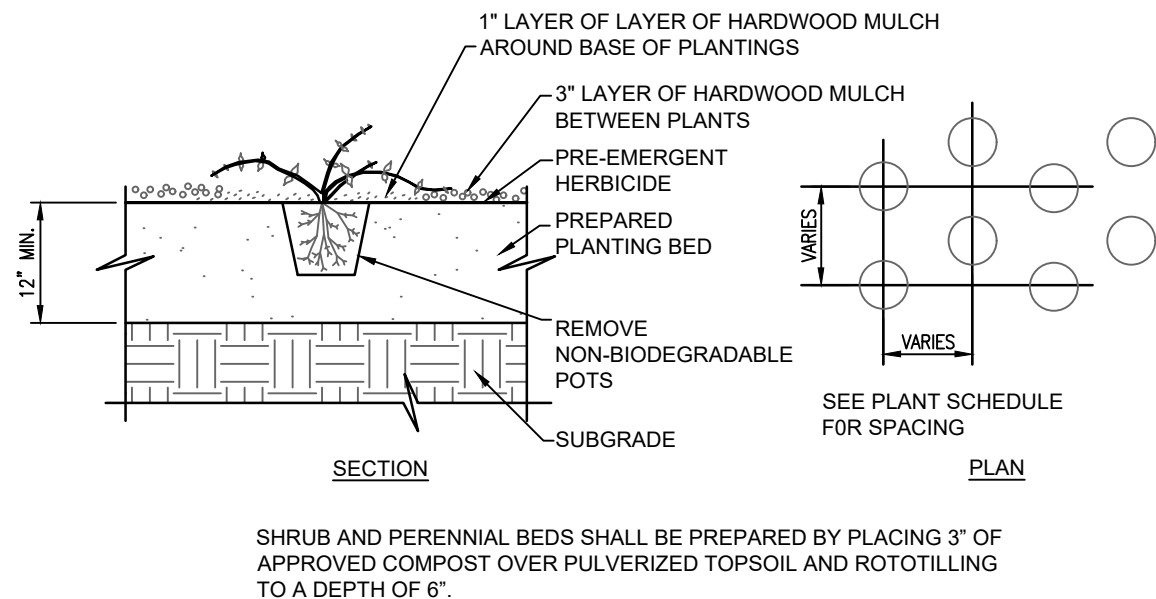 1" LAYER OF LAYER OF HARDWOOD MULCH
AROUND BASE OF PLANTINGS
3" LAYER OF HARDWOOD MULCH
BETWEEN PLANTS
PRE-EMERGENT
HERBICIDE
PREPARED
PLANTING BED
12" MIN.
REMOVE
NON-BIODEGRADABLE
POTS
SUBGRADE
SECTION
VARIES
VARIES
SEE PLANT SCHEDULE
F0R SPACING
PLAN
SHRUB AND PERENNIAL BEDS SHALL BE PREPARED BY PLACING 3” OF
APPROVED COMPOST OVER PULVERIZED TOPSOIL AND ROTOTILLING
TO A DEPTH OF 6”.